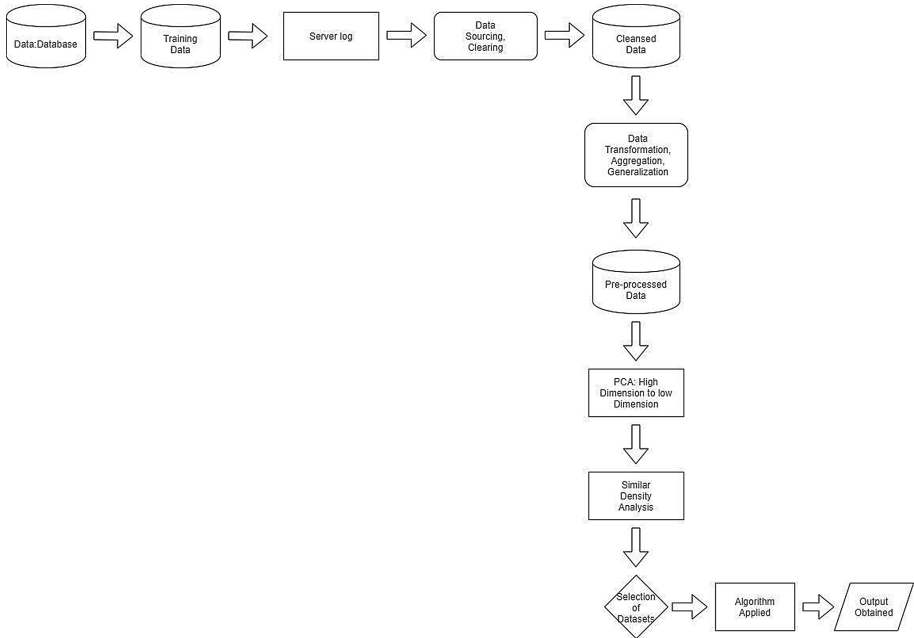 Data:Database
Training
Data
Server log
Data
Sourcing,
Clearing
Cleansed
Data
Data
Transformation,
Aggregation,
Generalization
Pre-processed
Data
PCA: High
Dimension to low
Dimension
Similar
Density
Analysis
Selection
of
Datasets
Algorithm
Applied
Output
Obtained